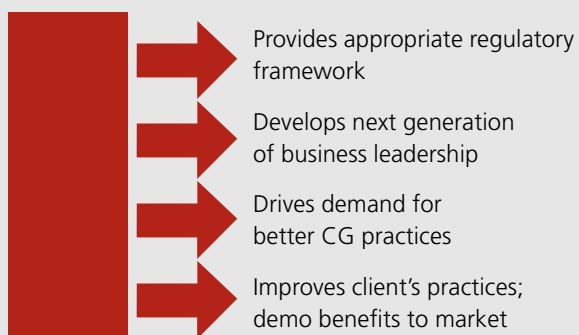 Provides appropriate regulatory
framework
Develops next generation
of business leadership
Drives demand for
better CG practices
Improves client’s practices;
demo benefits to market